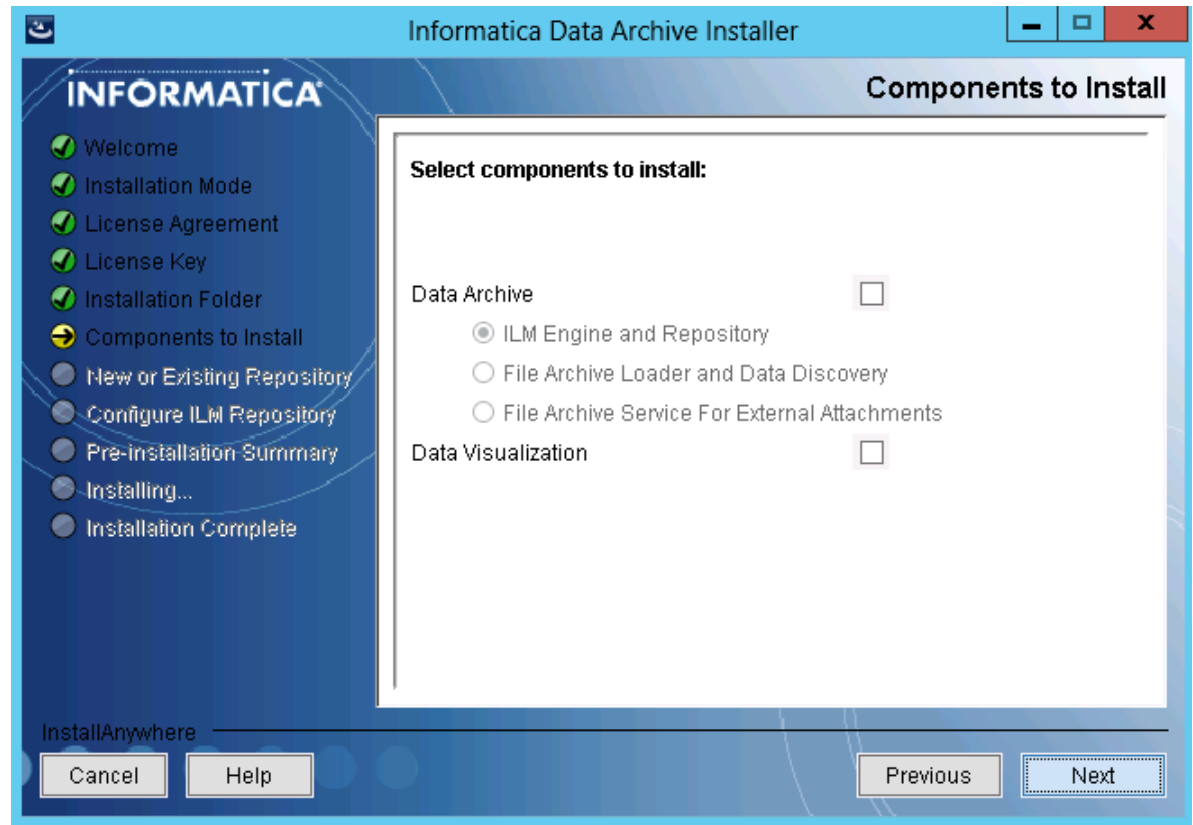 Informatica Data Archive Installer
INFORMATICA
Components to Install
Welcome
Installation Mode
License Agreement
License Key
Installation Folder
Components to Install
New or Existing Repository
Configure ILM Repository
Pre-installation Summary
Installing...
Installation Complete
Select components to install:
Data Archive
ILM Engine and Repository
File Archive Loader and Data Discovery
File Archive Service For External Attachments
Data Visualization
InstallAnywhere
Cancel
Help
Previous
Next